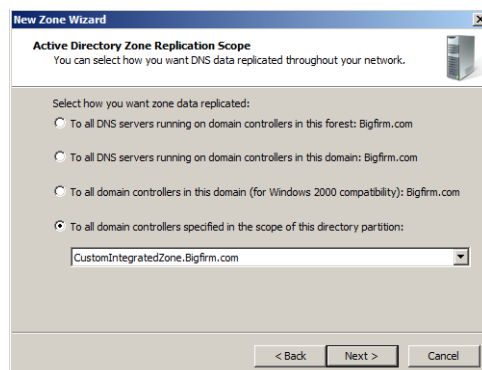 New Zone Wizard
Active Directory Zone Replication Scope
You can select how you want DNS data replicated throughout your network.
Select how you want zone data replicated:
To all DNS servers running on domain controllers in this forest: Bigfirm.com
To all DNS servers running on domain controllers in this domain: Bigfirm.com
To all domain controllers in this domain (for Windows 2000 compatibility): Bigfirm.com
To all domain controllers specified in the scope of this directory partition:
CustomIntegratedZone.Bigfirm.com
< Back Next > Cancel